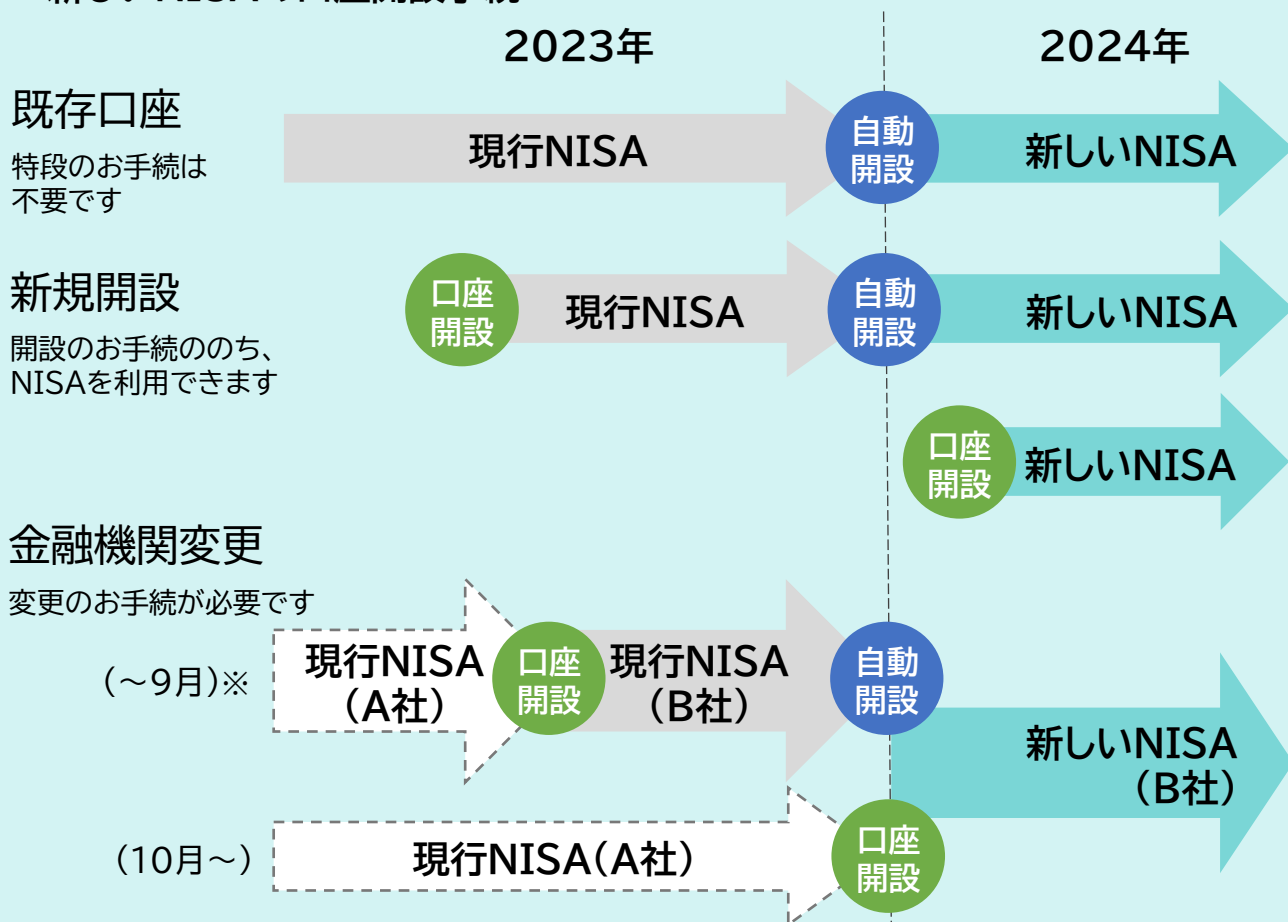 2023年
2024年
既存口座
特段のお手続は
不要です
現行NISA
自動
開設
新しいNISA
新規開設
開設のお手続ののち、
NISAを利用できます
口座
開設
現行NISA
自動
開設
新しいNISA
口座
開設
新しいNISA
金融機関変更
変更のお手続が必要です
(～9月)※
現行NISA
(A社)
口座
開設
現行NISA
(B社)
自動
開設
新しいNISA
(B社)
(10月～)
現行NISA(A社)
口座
開設